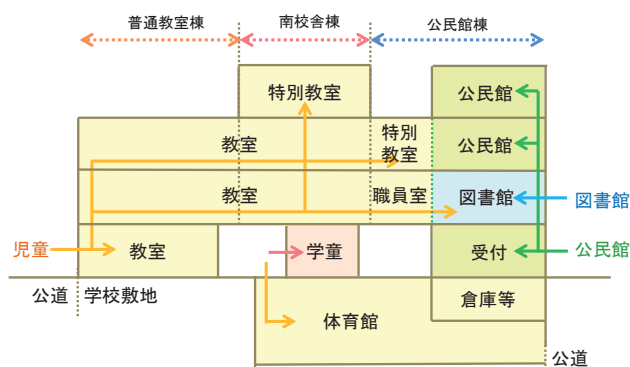 普通教室棟 南校舎棟 公民館棟
特別教室 公民館
教室 特別
教室 公民館
教室 職員室 図書館 図書館
児童 教室 学童 受付 公民館
公道 学校敷地 倉庫等
体育館
公道